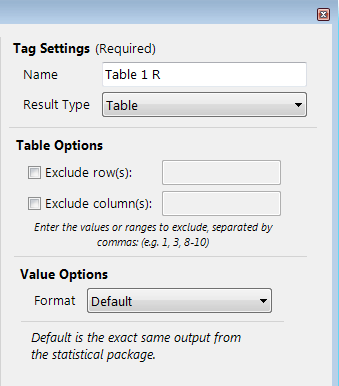 Tag Settings (Required)
Name Table 1 R
Result Type Table
Table Options
Exclude row(s):
Exclude column(s):
Enter the values or ranges to exclude, separated by
commas: (e.g. 1, 3, 8-10)
Value Options
Format Default
Default is the exact same output from
the statistical package.